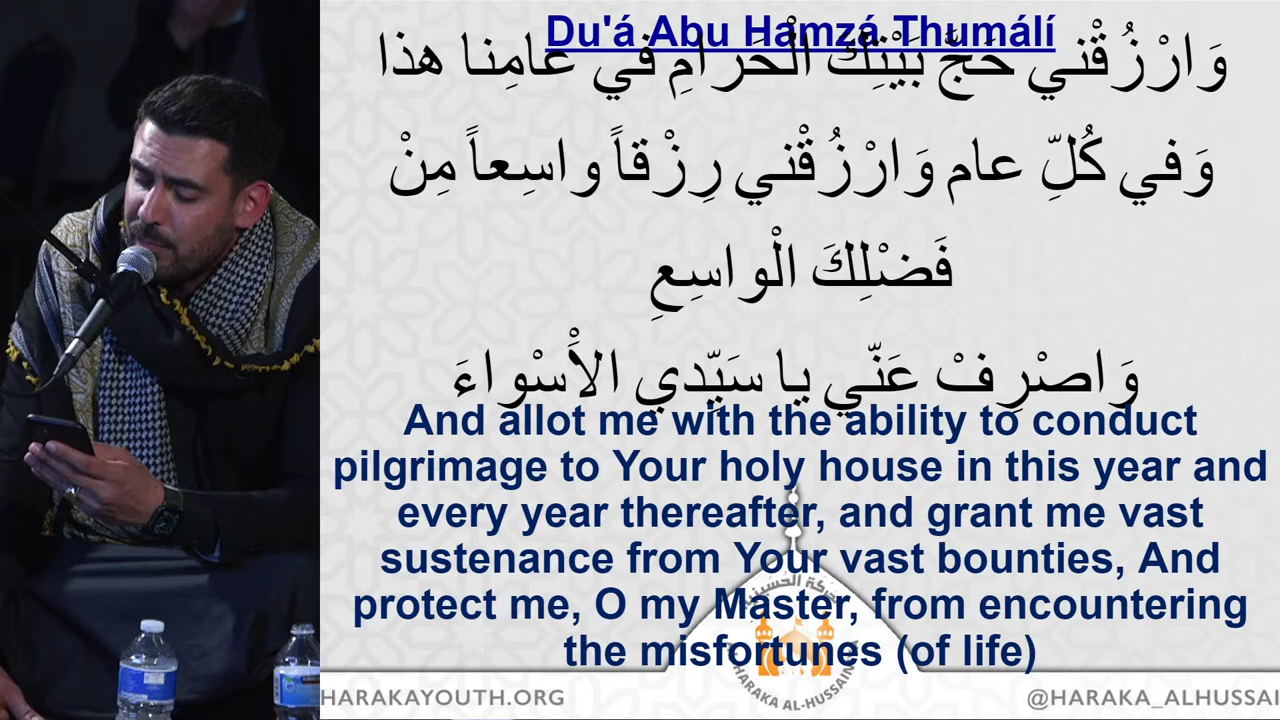 Du'á Abu Hamzá Thumálí
وَارْزُقْني حَجَّ بَيْتِكَ الْحَرامِ في عامِنا هذا
وَفي كُلِّ عام وَارْزُقْني رِزْقاً واسِعاً مِنْ
فَضْلِكَ الْواسِعِ
وَاصْرِفْ عَنّي يا سَيِّدي الاَْسْواءَ
And allot me with the ability to conduct
pilgrimage to Your holy house in this year and
every year thereafter, and grant me vast
sustenance from Your vast bounties, And
protect me, O my Master, from encountering
the misfortunes (of life)
HARAKA AL-HUSSAIN
HARAKAYOUTH.ORG
@HARAKA_ALHUSSAI